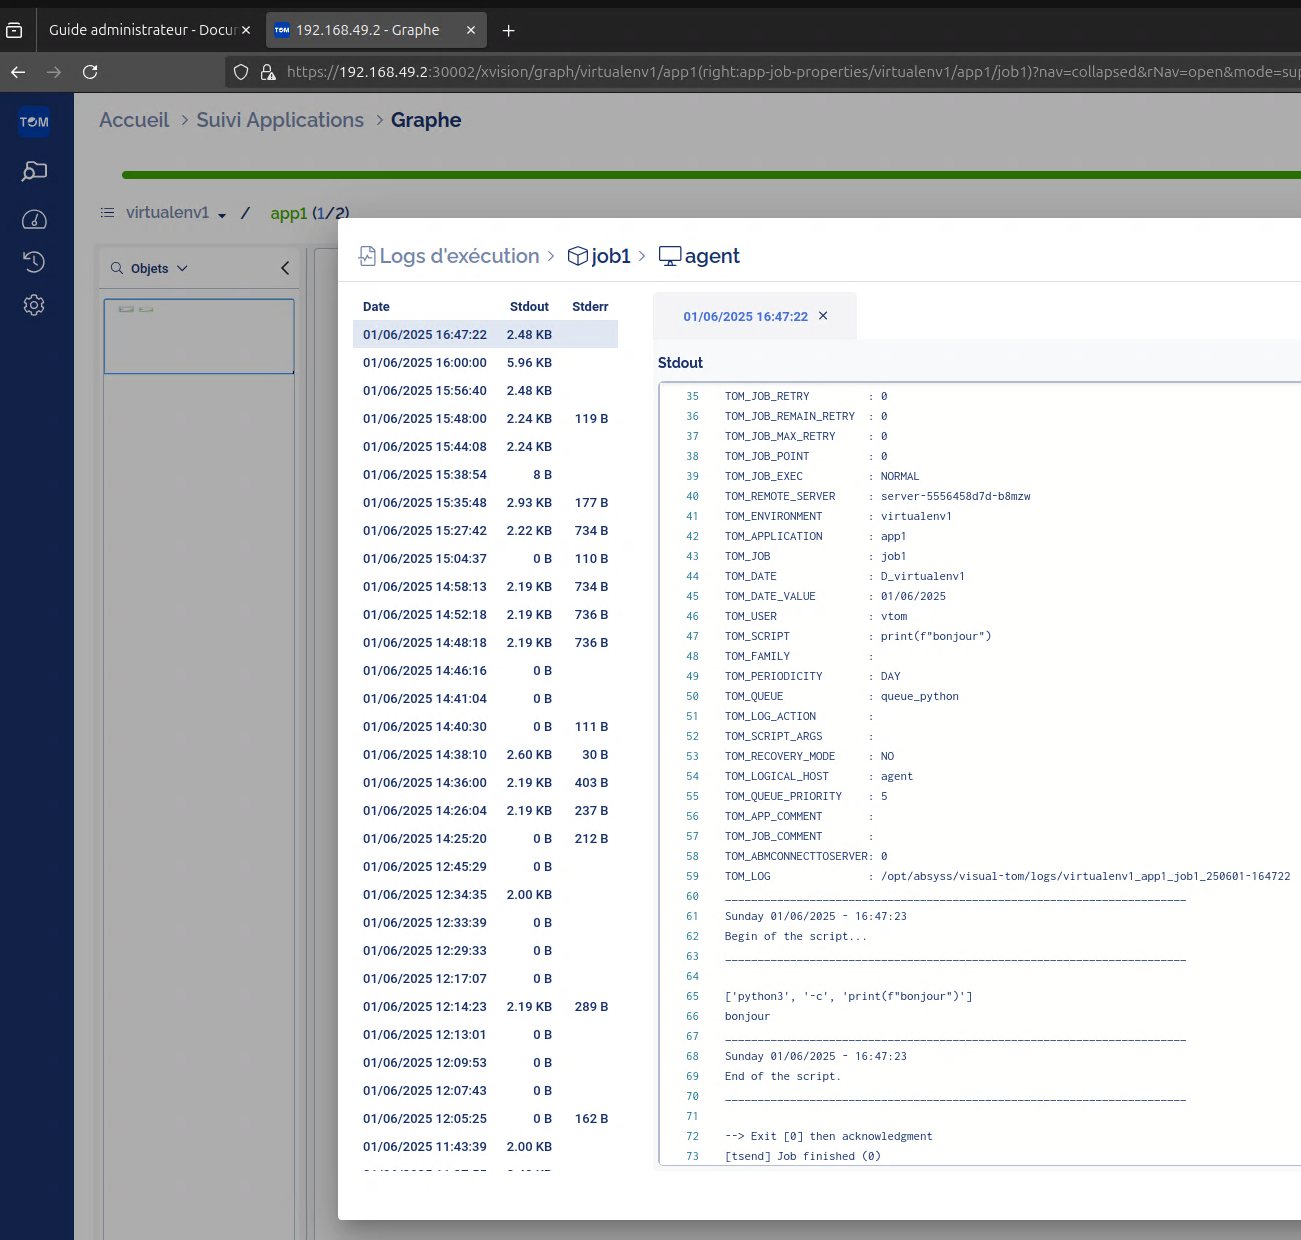 Guide administrateur - Docur
TOM 192.168.49.2 - Graphe
https://192.168.49.2:30002/xvision/graph/virtualenv1/app1(right:app-job-properties/virtualenv1/app1/job1)?nav=collapsed&rNav=open&mode=sup
TOM
Accueil > Suivi Applications > Graphe
virtualenv1 / app1 (1/2)
Objets
Logs d'exécution > job1 > agent
Date Stdout Stderr
01/06/2025 16:47:22 2.48 KB
01/06/2025 16:00:00 5.96 KB
01/06/2025 15:56:40 2.48 KB
01/06/2025 15:48:00 2.24 KB 119 B
01/06/2025 15:44:08 2.24 KB
01/06/2025 15:38:54 8 B
01/06/2025 15:35:48 2.93 KB 177 B
01/06/2025 15:27:42 2.22 KB 734 B
01/06/2025 15:04:37 0 B 110 B
01/06/2025 14:58:13 2.19 KB 734 B
01/06/2025 14:52:18 2.19 KB 736 B
01/06/2025 14:48:18 2.19 KB 736 B
01/06/2025 14:46:16 0 B
01/06/2025 14:41:04 0 B
01/06/2025 14:40:30 0 B 111 B
01/06/2025 14:38:10 2.60 KB 30 B
01/06/2025 14:36:00 2.19 KB 403 B
01/06/2025 14:26:04 2.19 KB 237 B
01/06/2025 14:25:20 0 B 212 B
01/06/2025 12:45:29 0 B
01/06/2025 12:34:35 2.00 KB
01/06/2025 12:33:39 0 B
01/06/2025 12:29:33 0 B
01/06/2025 12:17:07 0 B
01/06/2025 12:14:23 2.19 KB 289 B
01/06/2025 12:13:01 0 B
01/06/2025 12:09:53 0 B
01/06/2025 12:07:43 0 B
01/06/2025 12:05:25 0 B 162 B
01/06/2025 11:43:39 2.00 KB
01/06/2025 16:47:22
Stdout
35 TOM_JOB_RETRY : 0
36 TOM_JOB_REMAIN_RETRY : 0
37 TOM_JOB_MAX_RETRY : 0
38 TOM_JOB_POINT : 0
39 TOM_JOB_EXEC : NORMAL
40 TOM_REMOTE_SERVER : server-5556458d7d-b8mzw
41 TOM_ENVIRONMENT : virtualenv1
42 TOM_APPLICATION : app1
43 TOM_JOB : job1
44 TOM_DATE : D_virtualenv1
45 TOM_DATE_VALUE : 01/06/2025
46 TOM_USER : vtom
47 TOM_SCRIPT : print(f"bonjour")
48 TOM_FAMILY :
49 TOM_PERIODICITY : DAY
50 TOM_QUEUE : queue_python
51 TOM_LOG_ACTION :
52 TOM_SCRIPT_ARGS :
53 TOM_RECOVERY_MODE : NO
54 TOM_LOGICAL_HOST : agent
55 TOM_QUEUE_PRIORITY : 5
56 TOM_APP_COMMENT :
57 TOM_JOB_COMMENT :
58 TOM_ABMCONNECTTOSERVER: 0
59 TOM_LOG : /opt/absyss/visual-tom/logs/virtualenv1_app1_job1_250601-164722
60 _______________________________________________________________________
61 Sunday 01/06/2025 - 16:47:23
62 Begin of the script...
63 _______________________________________________________________________
64
65 ['python3', '-c', 'print(f"bonjour")']
66 bonjour
67 _______________________________________________________________________
68 Sunday 01/06/2025 - 16:47:23
69 End of the script.
70 _______________________________________________________________________
71
72 --> Exit [0] then acknowledgment
73 [tsend] Job finished (0)